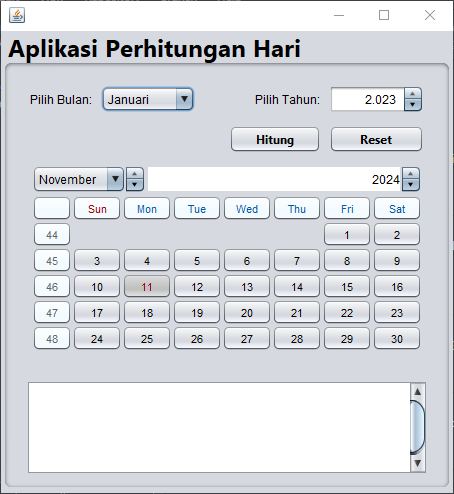 Aplikasi Perhitungan Hari
Pilih Bulan: Januari Pilih Tahun: 2.023
Hitung Reset
November 2024
Sun Mon Tue Wed Thu Fri Sat
44 1 2
45 3 4 5 6 7 8 9
46 10 11 12 13 14 15 16
47 17 18 19 20 21 22 23
48 24 25 26 27 28 29 30